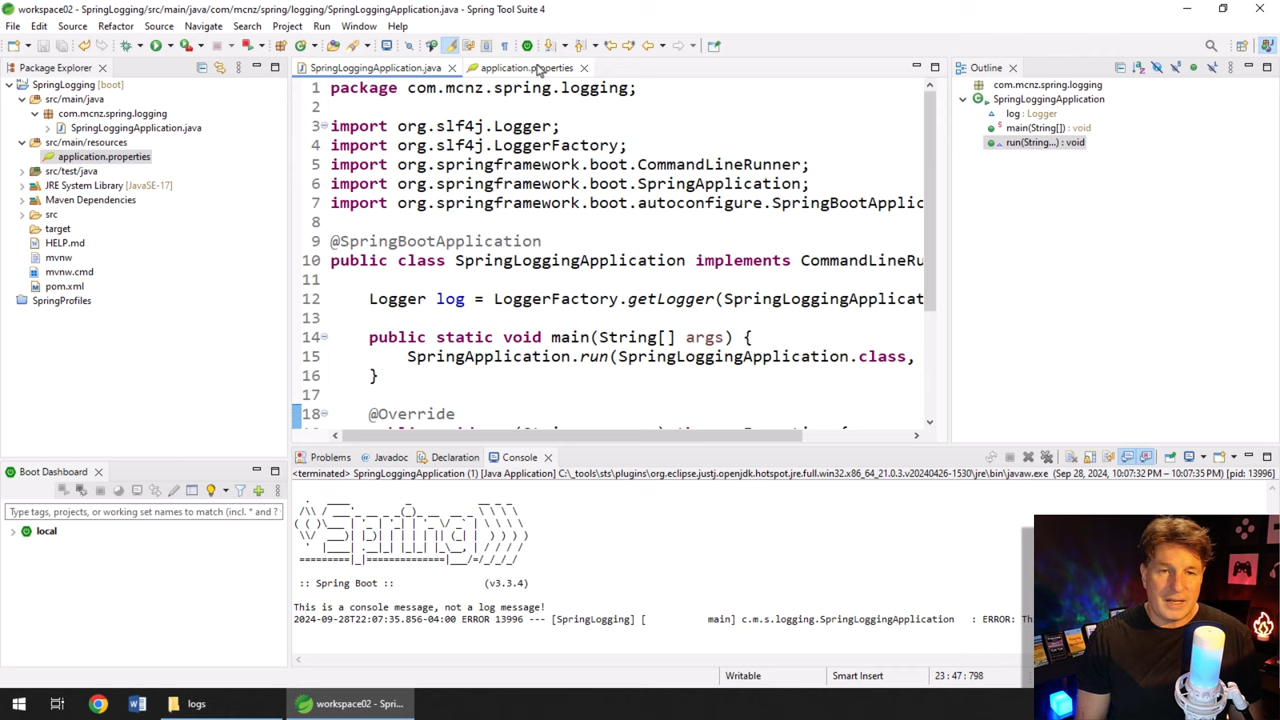 workspace02 - SpringLogging/src/main/java/com/mcnz/spring/logging/SpringLoggingApplication.java - Spring Tool Suite 4
File Edit Source Refactor Source Navigate Search Project Run Window Help
Package Explorer
SpringLogging [boot]
src/main/java
com.mcnz.spring.logging
SpringLoggingApplication.java
src/main/resources
application.properties
src/test/java
JRE System Library [JavaSE-17]
Maven Dependencies
src
target
HELP.md
mvnw
mvnw.cmd
pom.xml
SpringProfiles
Boot Dashboard
Type tags, projects, or working set names to match (incl. * and ?
local
SpringLoggingApplication.java application.properties
1 package com.mcnz.spring.logging;
2
3 import org.slf4j.Logger;
4 import org.slf4j.LoggerFactory;
5 import org.springframework.boot.CommandLineRunner;
6 import org.springframework.boot.SpringApplication;
7 import org.springframework.boot.autoconfigure.SpringBootApplic
8
9 @SpringBootApplication
10 public class SpringLoggingApplication implements CommandLineRu
11
12 Logger log = LoggerFactory.getLogger(SpringLoggingApplicat
13
14 public static void main(String[] args) {
15 SpringApplication.run(SpringLoggingApplication.class,
16 }
17
18 @Override
Outline
com.mcnz.spring.logging
SpringLoggingApplication
log : Logger
main(String[]) : void
run(String...) : void
Problems Javadoc Declaration Console
<terminated> SpringLoggingApplication (1) [Java Application] C:\_tools\sts\plugins\org.eclipse.justj.openjdk.hotspot.jre.full.win32.x86_64_21.0.3.v20240426-1530\jre\bin\javaw.exe (Sep 28, 2024, 10:07:32 PM – 10:07:35 PM) [pid: 13996]
Spring
:: Spring Boot :: (v3.3.4)
This is a console message, not a log message!
2024-09-28T22:07:35.856-04:00 ERROR 13996 --- [SpringLogging] [ main] c.m.s.logging.SpringLoggingApplication : ERROR: Th
Writable Smart Insert 23 : 47 : 798
logs workspace02 - Spri...